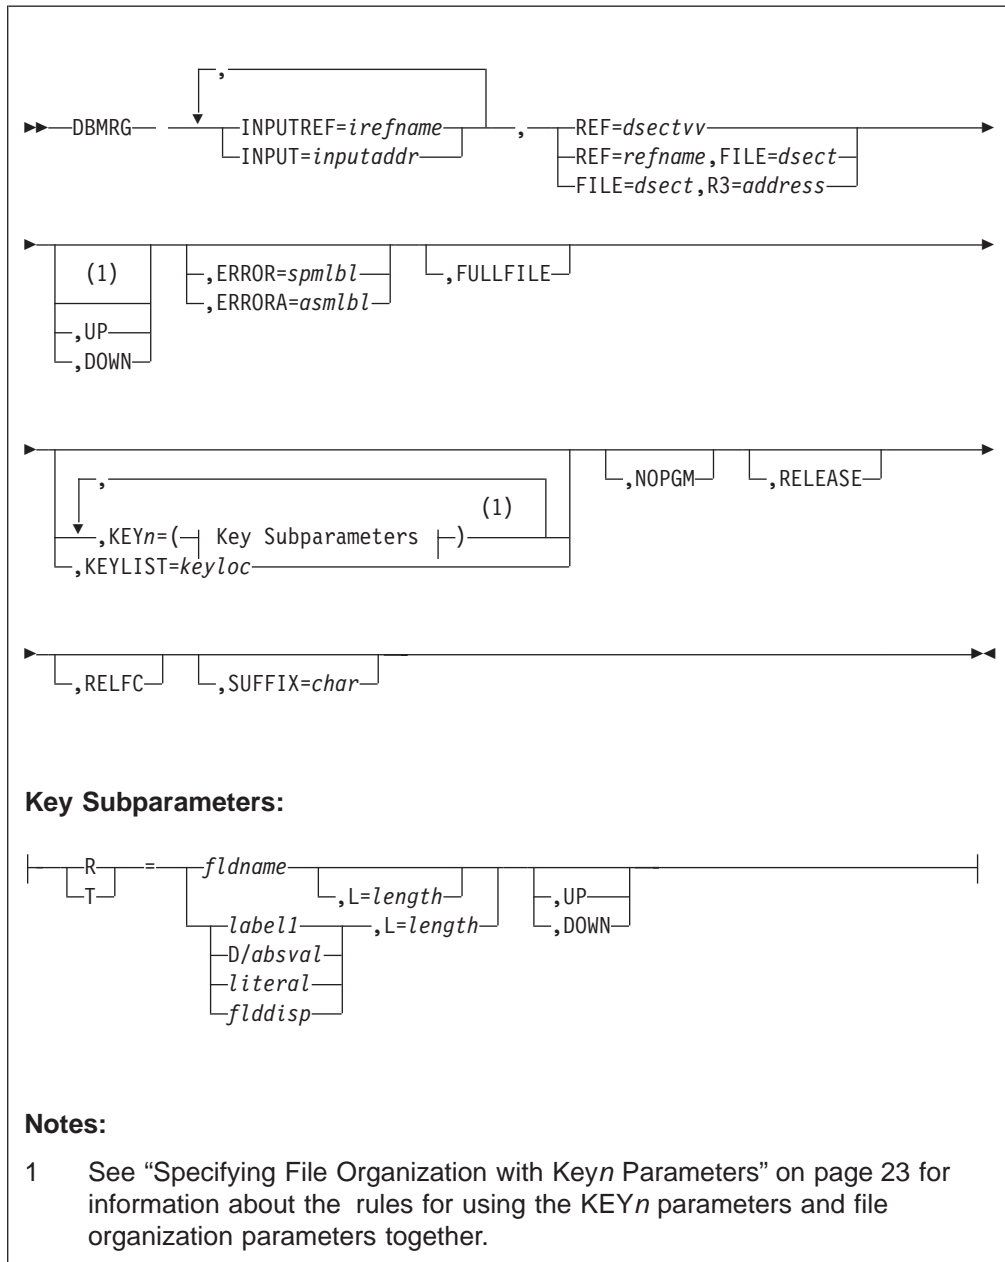 ,
DBMRG INPUTREF=irefname , REF=dsectvv
INPUT=inputaddr REF=refname,FILE=dsect
FILE=dsect,R3=address
(1) ,ERROR=spmlbl ,FULLFILE
,ERRORA=asmlbl
,UP
,DOWN
, ,NOPGM ,RELEASE
(1)
,KEYn=( Key Subparameters )
,KEYLIST=keyloc
,RELFC ,SUFFIX=char
Key Subparameters:
R = fldname ,UP
T ,L=length ,DOWN
label1 ,L=length
D/absval
literal
flddisp
Notes:
1 See “Specifying File Organization with Keyn Parameters” on page 23 for
information about the rules for using the KEYn parameters and file
organization parameters together.